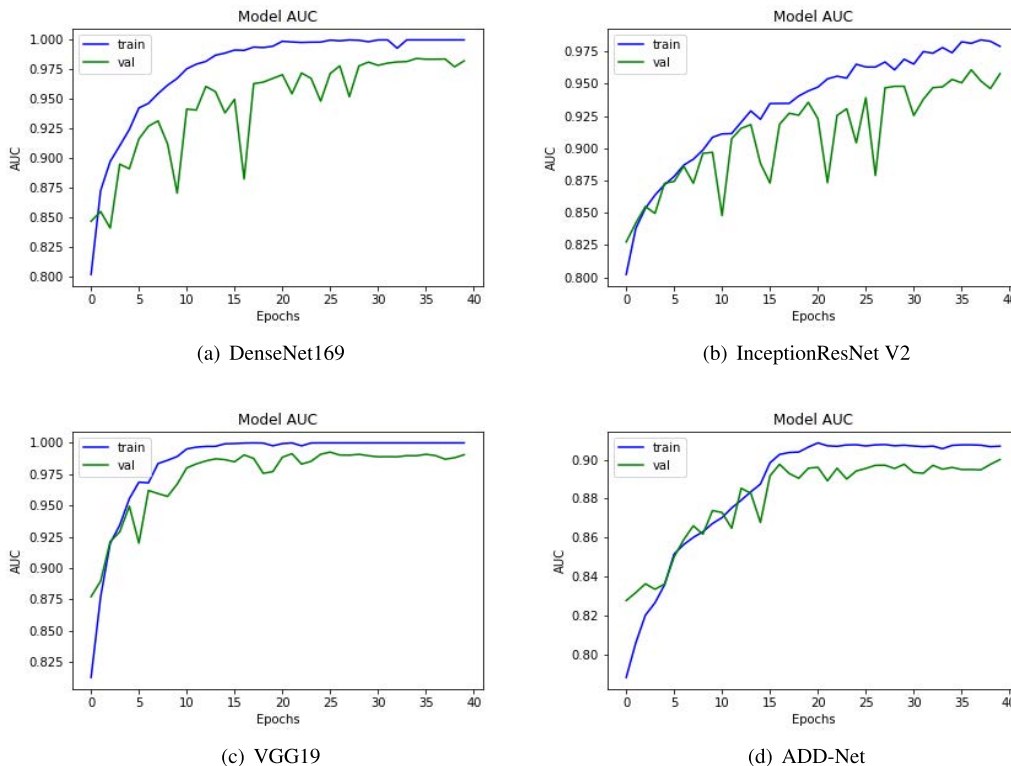 Model AUC
1.000
0.975
0.950
0.925
0.900
0.875
0.850
0.825
0.800
AUC
train
val
0 5 10 15 20 25 30 35 40
Epochs
(a) DenseNet169
Model AUC
0.975
0.950
0.925
0.900
0.875
0.850
0.825
0.800
AUC
train
val
0 5 10 15 20 25 30 35 40
Epochs
(b) InceptionResNet V2
Model AUC
1.000
0.975
0.950
0.925
0.900
0.875
0.850
0.825
AUC
train
val
0 5 10 15 20 25 30 35 40
Epochs
(c) VGG19
Model AUC
0.90
0.88
0.86
0.84
0.82
0.80
AUC
train
val
0 5 10 15 20 25 30 35 40
Epochs
(d) ADD-Net